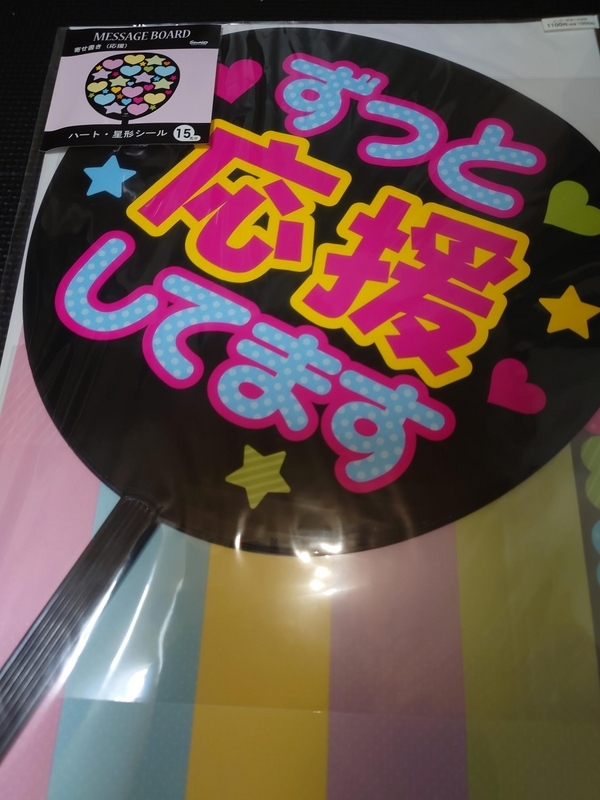 MESSAGE BOARD
寄せ書き（応援）
ハート・星形シール 15
ずっと
応援
してます